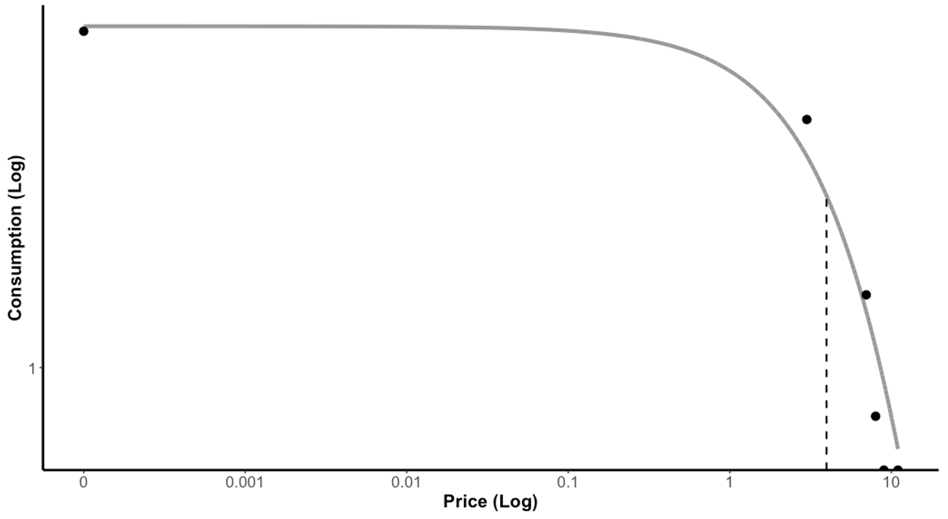 Consumption (Log)
1
0 0.001 0.01 0.1 1 10
Price (Log)